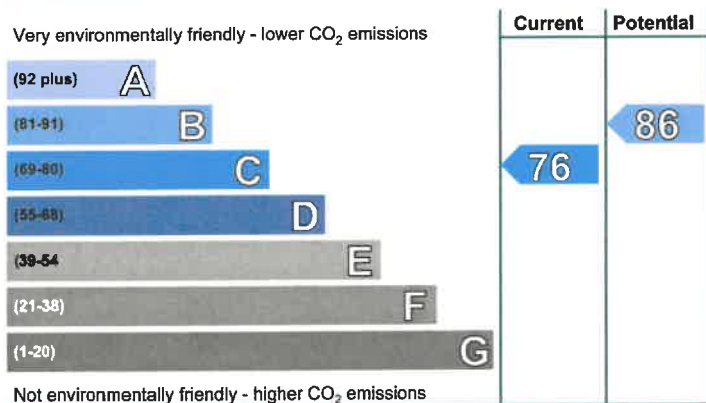 Current Potential
Very environmentally friendly - lower CO₂ emissions
(92 plus) A
(81-91) B 86
(69-80) C 76
(55-68) D
(39-54 E
(21-38) F
(1-20) G
Not environmentally friendly - higher CO₂ emissions